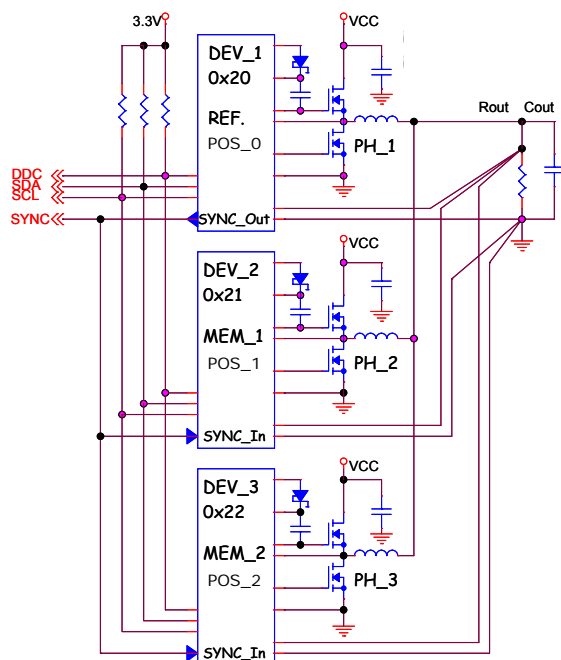 3.3V
VCC
DEV_1
0x20
REF.
POS_0
PH_1
Rout Cout
DDC
SDA
SCL
SYNC
SYNC_Out
VCC
DEV_2
0x21
MEM_1
POS_1
PH_2
SYNC_In
VCC
DEV_3
0x22
MEM_2
POS_2
PH_3
SYNC_In